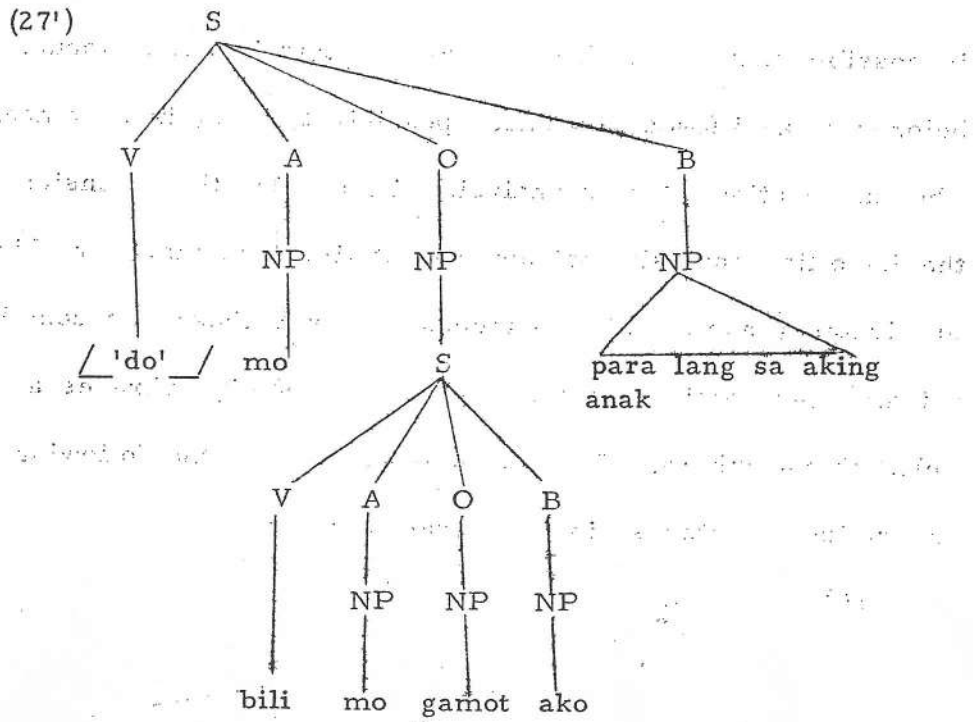 (27')
S
V A O B
NP NP NP
/_'do'_/ mo S para lang sa aking
anak
V A O B
NP NP NP
bili mo gamot ako